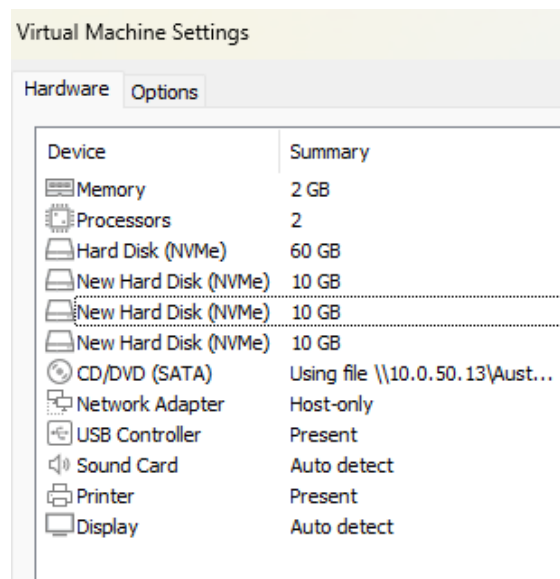 Virtual Machine Settings
Hardware Options
Device Summary
Memory 2 GB
Processors 2
Hard Disk (NVMe) 60 GB
New Hard Disk (NVMe) 10 GB
New Hard Disk (NVMe) 10 GB
New Hard Disk (NVMe) 10 GB
CD/DVD (SATA) Using file \\10.0.50.13\Aust...
Network Adapter Host-only
USB Controller Present
Sound Card Auto detect
Printer Present
Display Auto detect